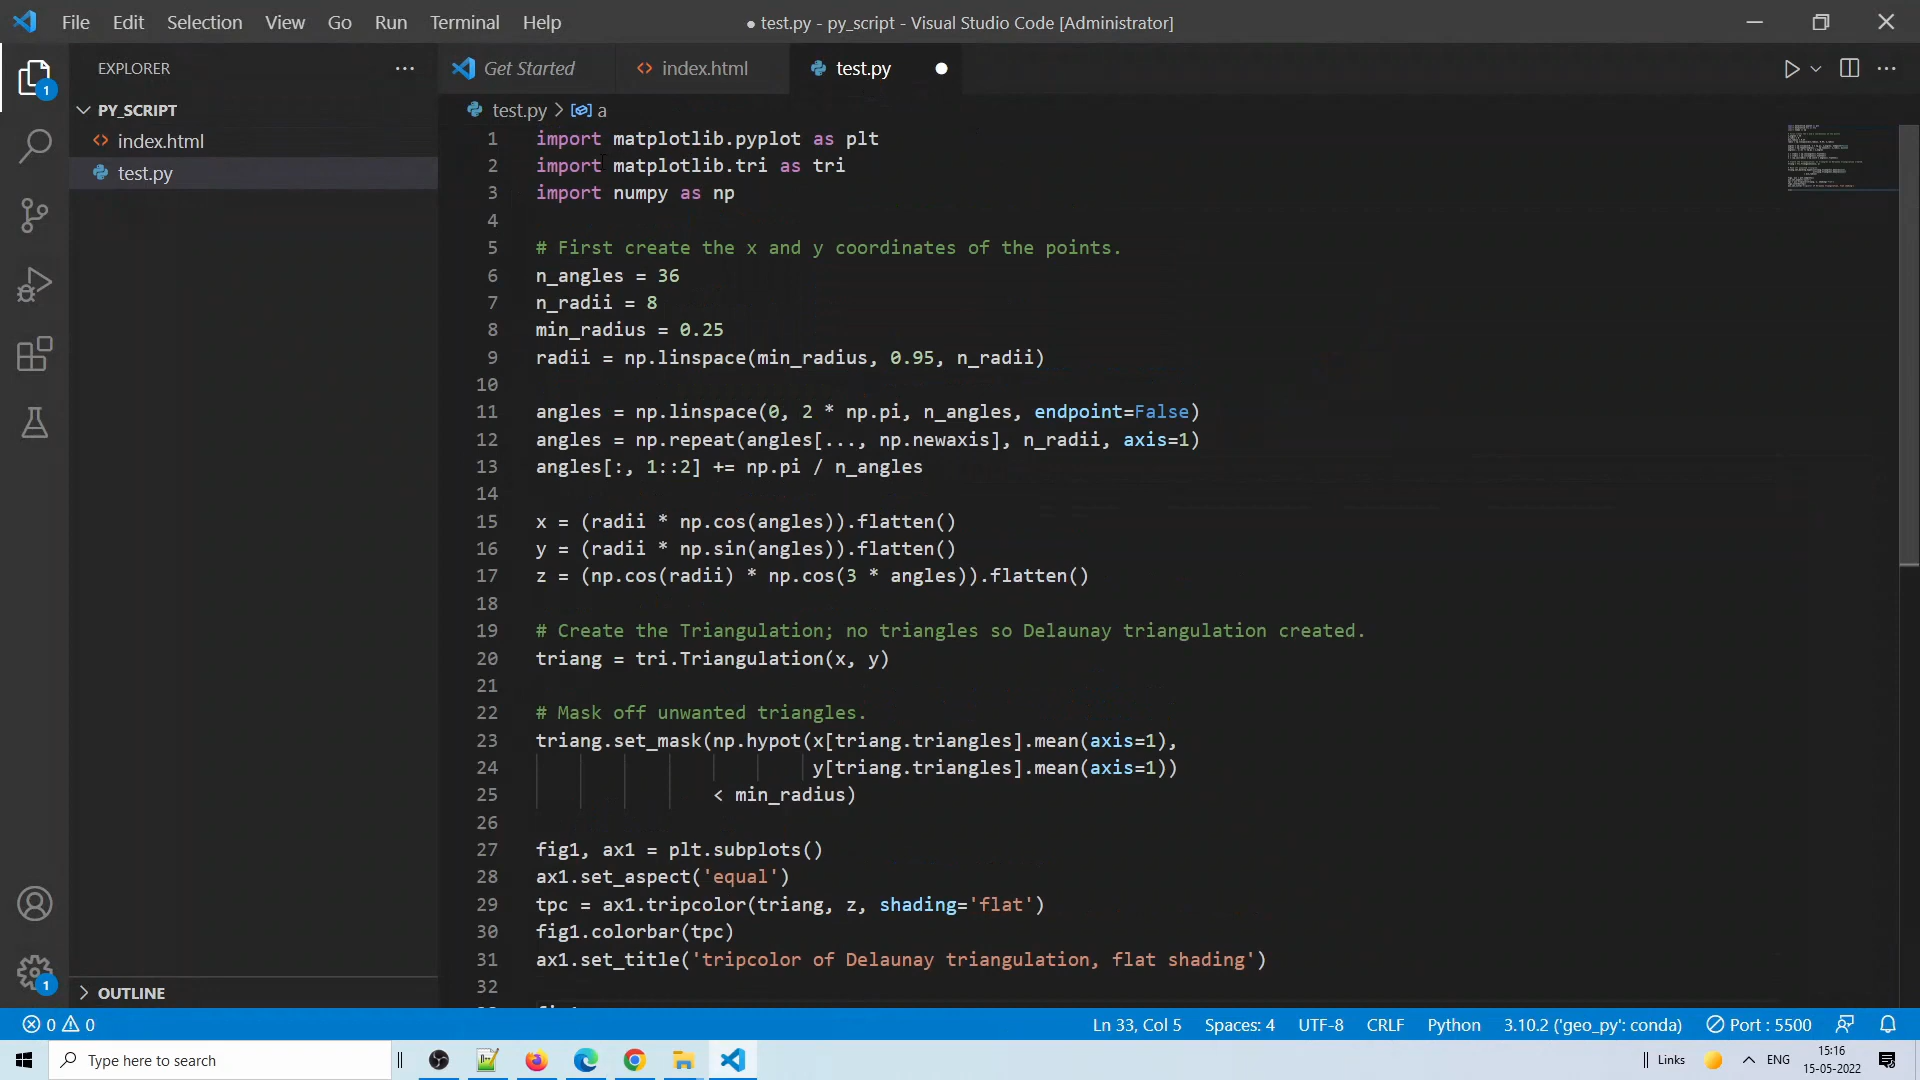 File Edit Selection View Go Run Terminal Help
● test.py - py_script - Visual Studio Code [Administrator]
EXPLORER
PY_SCRIPT
index.html
test.py
OUTLINE
Get Started index.html test.py
test.py > a
1 import matplotlib.pyplot as plt
2 import matplotlib.tri as tri
3 import numpy as np
4
5 # First create the x and y coordinates of the points.
6 n_angles = 36
7 n_radii = 8
8 min_radius = 0.25
9 radii = np.linspace(min_radius, 0.95, n_radii)
10
11 angles = np.linspace(0, 2 * np.pi, n_angles, endpoint=False)
12 angles = np.repeat(angles[..., np.newaxis], n_radii, axis=1)
13 angles[:, 1::2] += np.pi / n_angles
14
15 x = (radii * np.cos(angles)).flatten()
16 y = (radii * np.sin(angles)).flatten()
17 z = (np.cos(radii) * np.cos(3 * angles)).flatten()
18
19 # Create the Triangulation; no triangles so Delaunay triangulation created.
20 triang = tri.Triangulation(x, y)
21
22 # Mask off unwanted triangles.
23 triang.set_mask(np.hypot(x[triang.triangles].mean(axis=1),
24 y[triang.triangles].mean(axis=1))
25 < min_radius)
26
27 fig1, ax1 = plt.subplots()
28 ax1.set_aspect('equal')
29 tpc = ax1.tripcolor(triang, z, shading='flat')
30 fig1.colorbar(tpc)
31 ax1.set_title('tripcolor of Delaunay triangulation, flat shading')
32
1
1
0 0 Ln 33, Col 5 Spaces: 4 UTF-8 CRLF Python 3.10.2 ('geo_py': conda) Port : 5500
Type here to search
Links ENG 15:16
15-05-2022